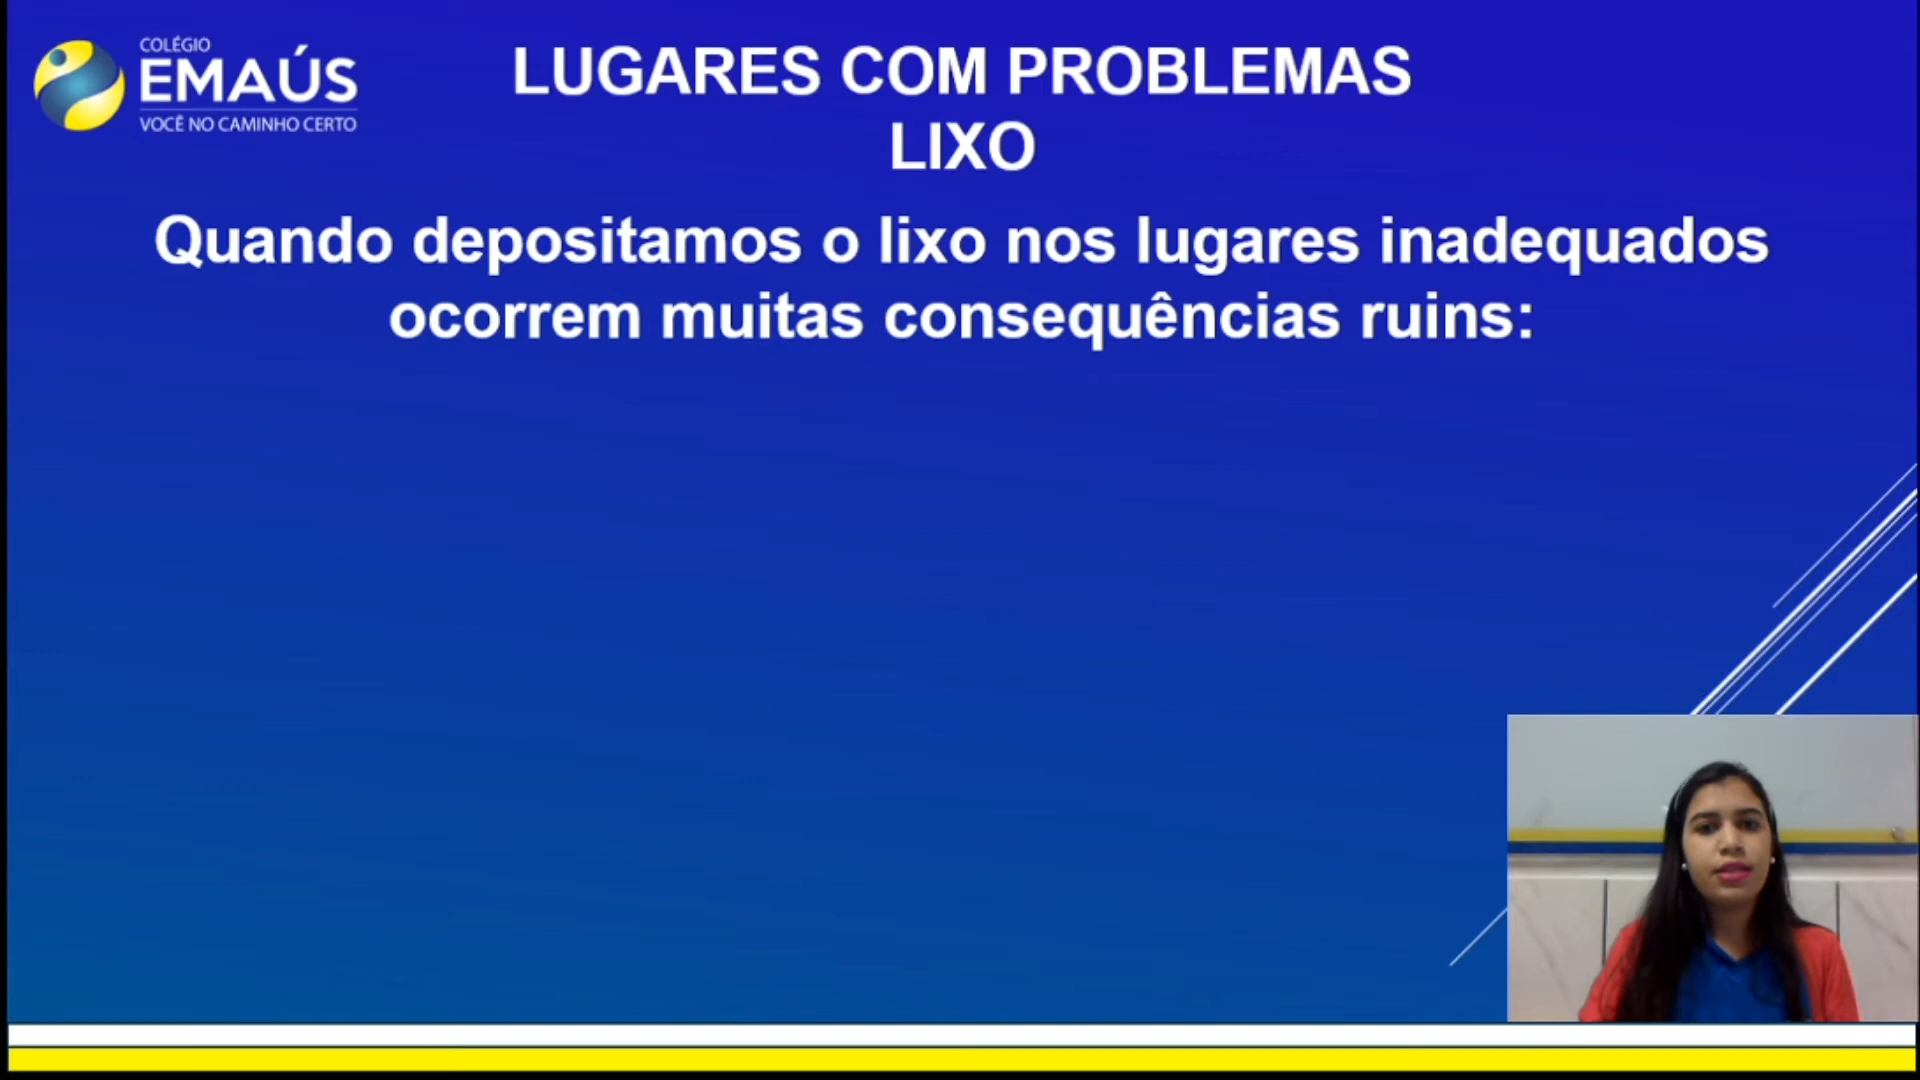 COLÉGIO
EMAÚS
VOCÊ NO CAMINHO CERTO
LUGARES COM PROBLEMAS
LIXO
Quando depositamos o lixo nos lugares inadequados
ocorrem muitas consequências ruins: